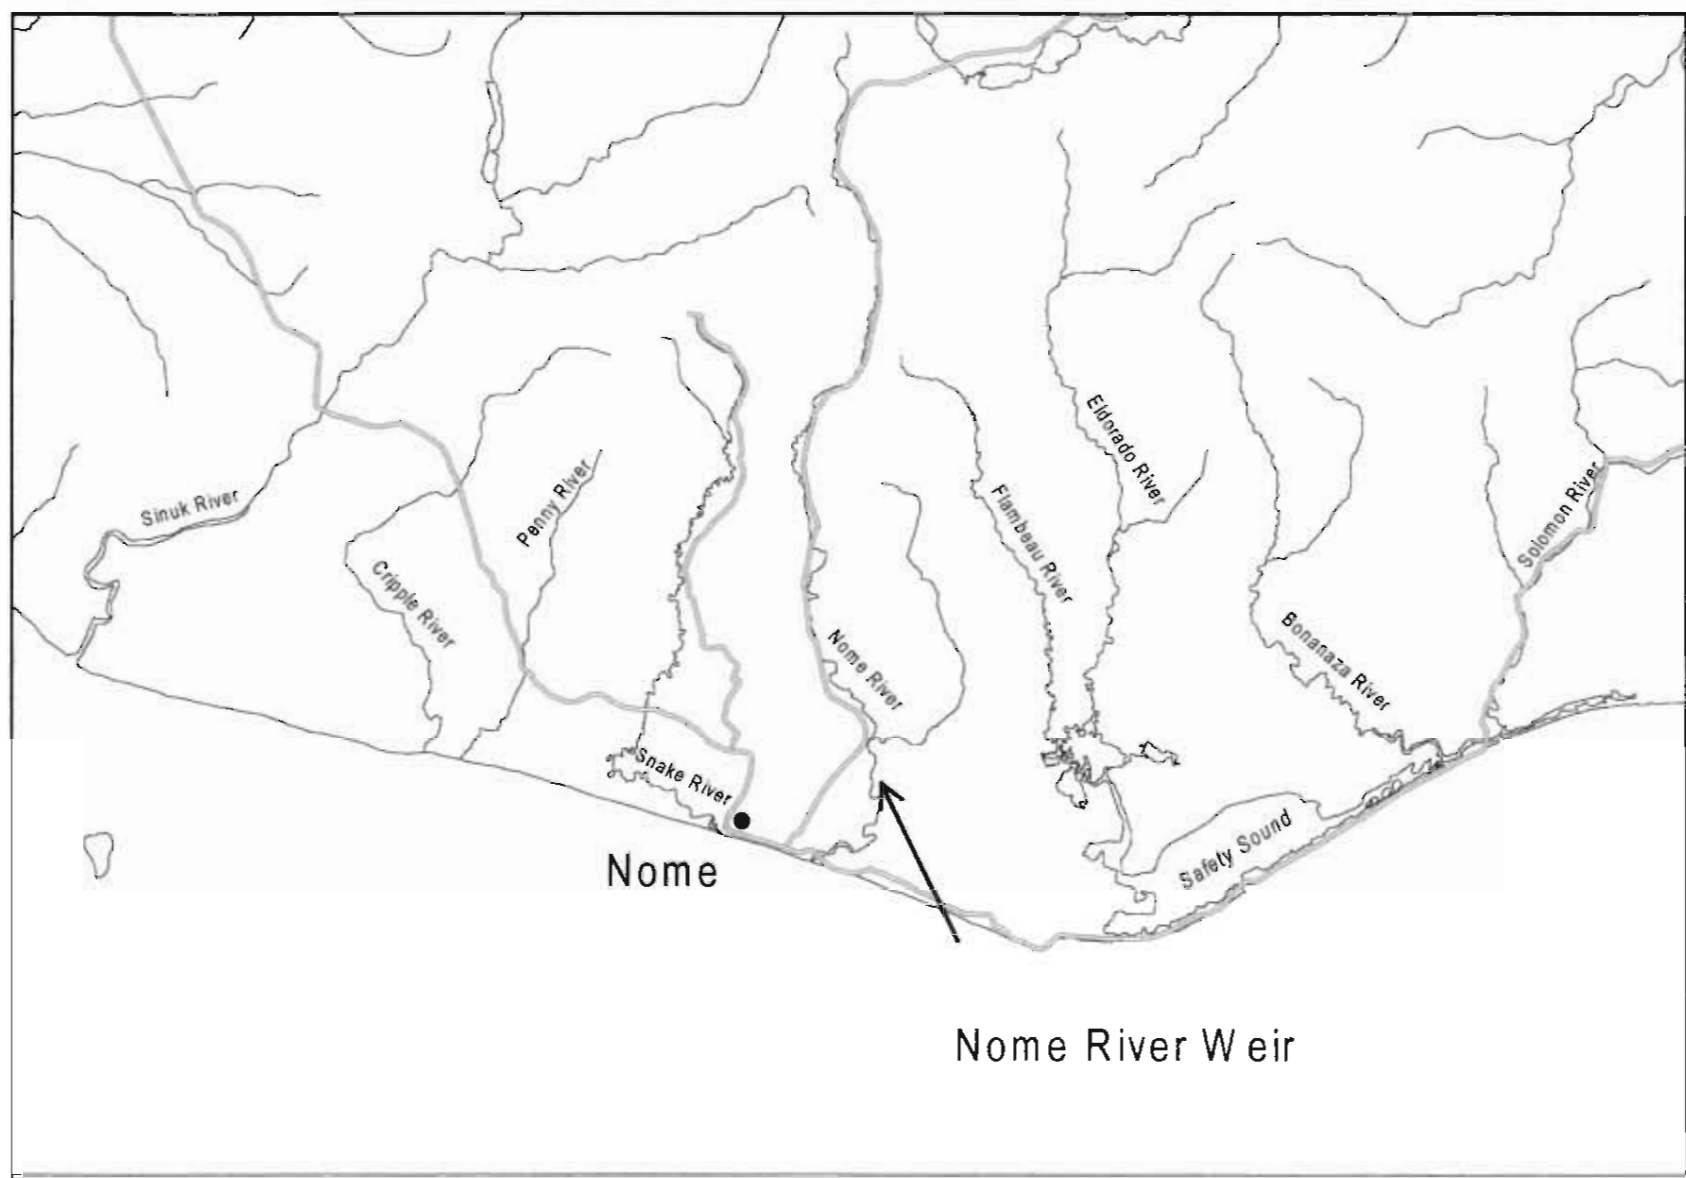 Sinuk River
Cripple River
Penny River
Snake River
Nome River
Flambeau River
Eldorado River
Bonanaza River
Solomon River
Safety Sound
Nome
Nome River Weir